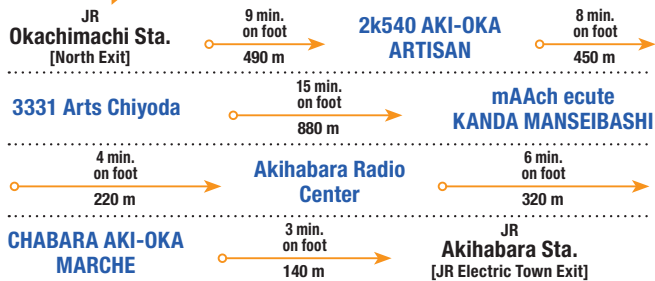 JR
Okachimachi Sta.
[North Exit]
9 min.
on foot
490 m
2k540 AKI-OKA
ARTISAN
8 min.
on foot
450 m
3331 Arts Chiyoda
15 min.
on foot
880 m
mAAch ecute
KANDA MANSEIBASHI
4 min.
on foot
220 m
Akihabara Radio
Center
6 min.
on foot
320 m
CHABARA AKI-OKA
MARCHE
3 min.
on foot
140 m
JR
Akihabara Sta.
[JR Electric Town Exit]